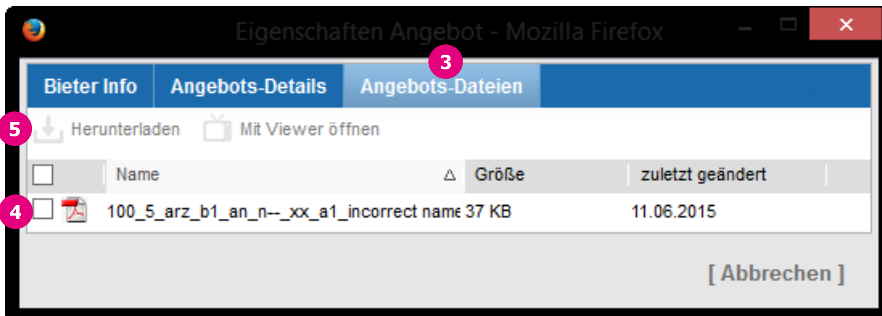 Eigenschaften Angebot - Mozilla Firefox
3
Bieter Info Angebots-Details Angebots-Dateien
5 Herunterladen Mit Viewer öffnen
Name Größe zuletzt geändert
4 100_5_arz_b1_an_n--_xx_a1_incorrect name 37 KB 11.06.2015
[ Abbrechen ]